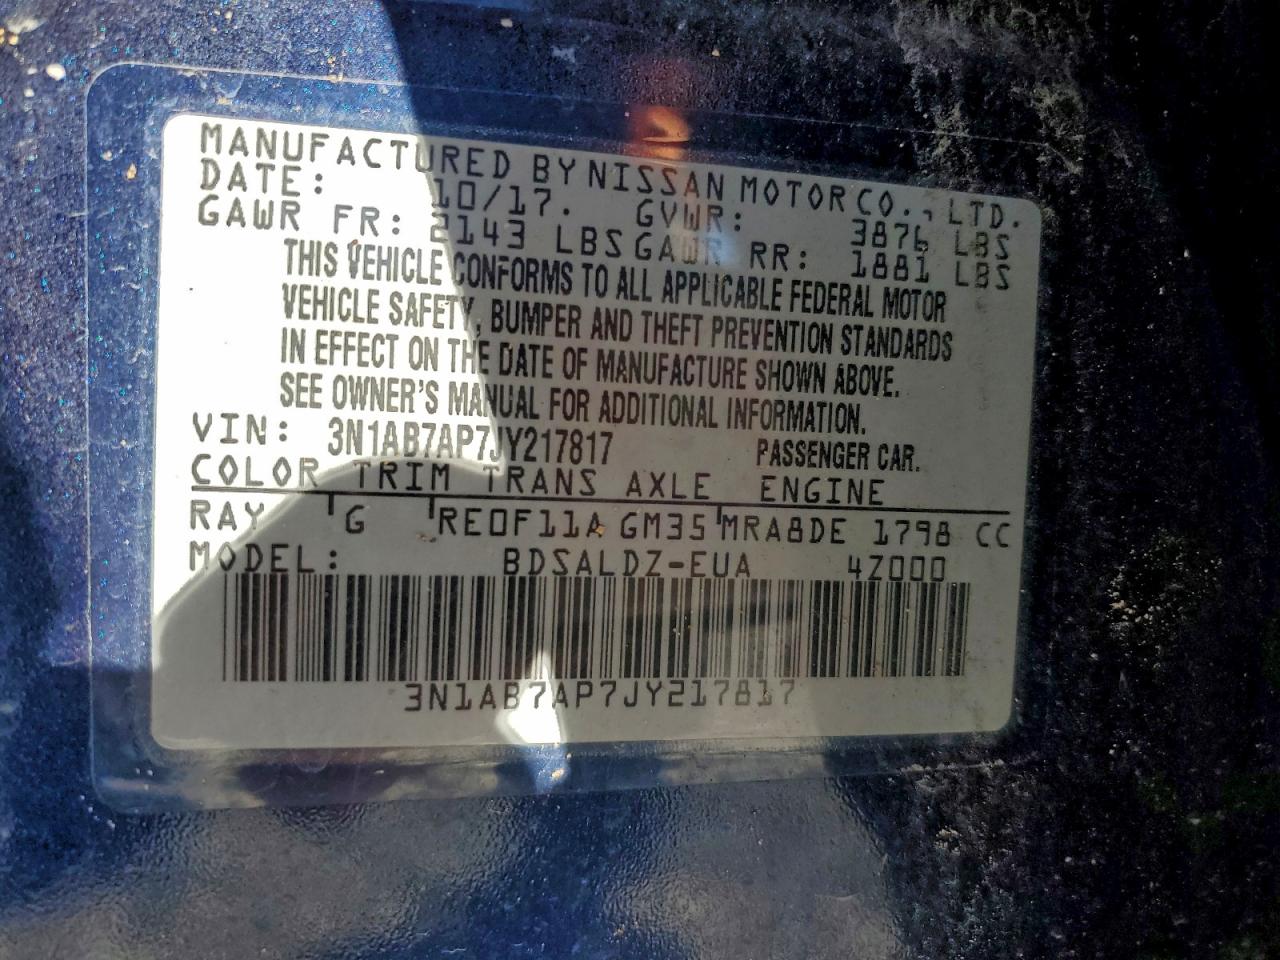 MANUFACTURED BY NISSAN MOTOR CO., LTD.
DATE: 10/17. GVWR: 3876 LBS
GAWR FR: 2143 LBS GAWR RR: 1881 LBS
THIS VEHICLE CONFORMS TO ALL APPLICABLE FEDERAL MOTOR
VEHICLE SAFETY, BUMPER AND THEFT PREVENTION STANDARDS
IN EFFECT ON THE DATE OF MANUFACTURE SHOWN ABOVE.
SEE OWNER'S MANUAL FOR ADDITIONAL INFORMATION.
VIN: 3N1AB7AP7JY217817 PASSENGER CAR.
COLOR TRIM TRANS AXLE ENGINE
RAY G RE0F11A GM35 MRA8DE 1798 CC
MODEL: BDSALDZ-EUA 4Z000
3N1AB7AP7JY217817